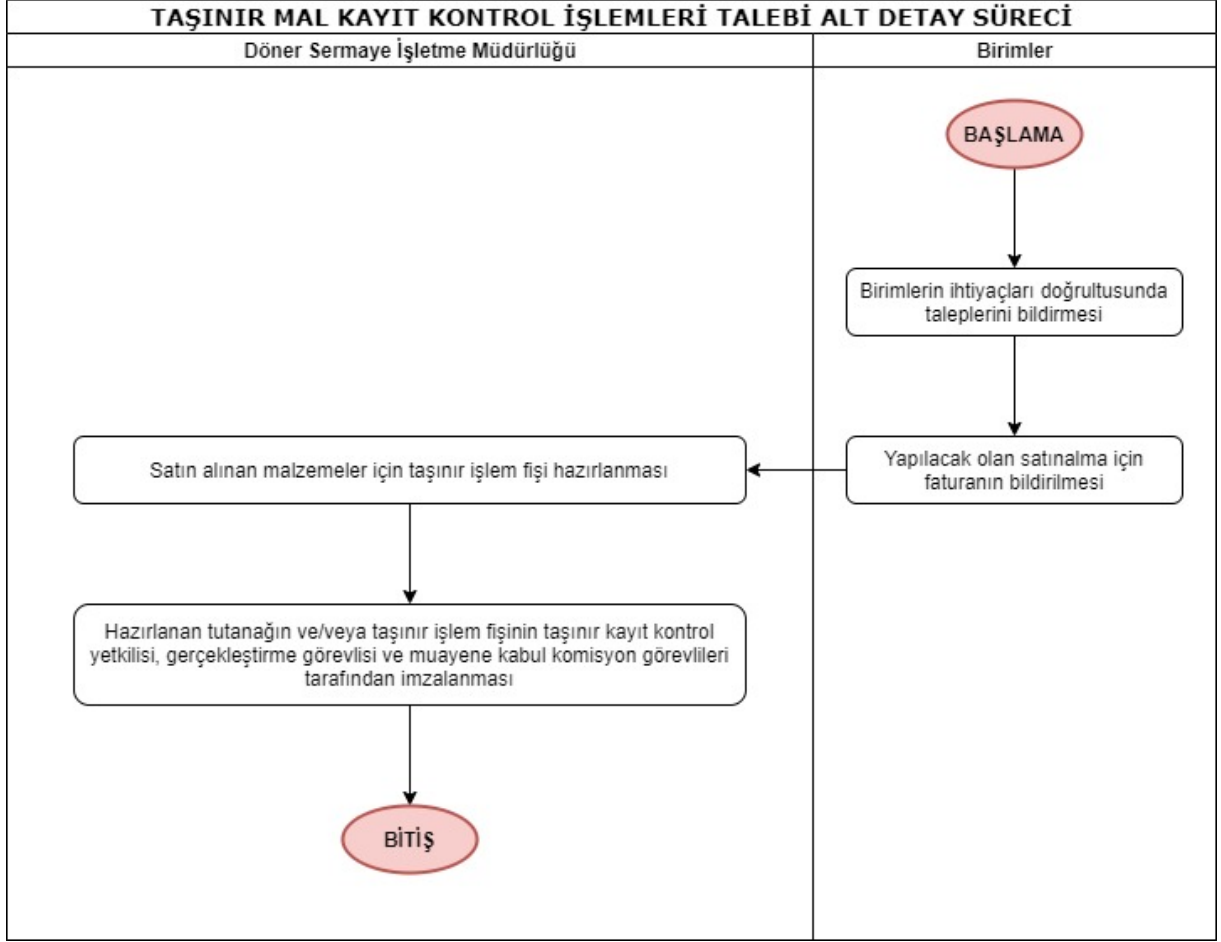 TAŞINIR MAL KAYIT KONTROL İŞLEMLERİ TALEBİ ALT DETAY SÜRECİ
Döner Sermaye İşletme Müdürlüğü
Birimler
BAŞLAMA
Birimlerin ihtiyaçları doğrultusunda
taleplerini bildirmesi
Yapılacak olan satınalma için
faturanın bildirilmesi
Satın alınan malzemeler için taşınır işlem fişi hazırlanması
Hazırlanan tutanağın ve/veya taşınır işlem fişinin taşınır kayıt kontrol
yetkilisi, gerçekleştirme görevlisi ve muayene kabul komisyon görevlileri
tarafından imzalanması
BİTİŞ